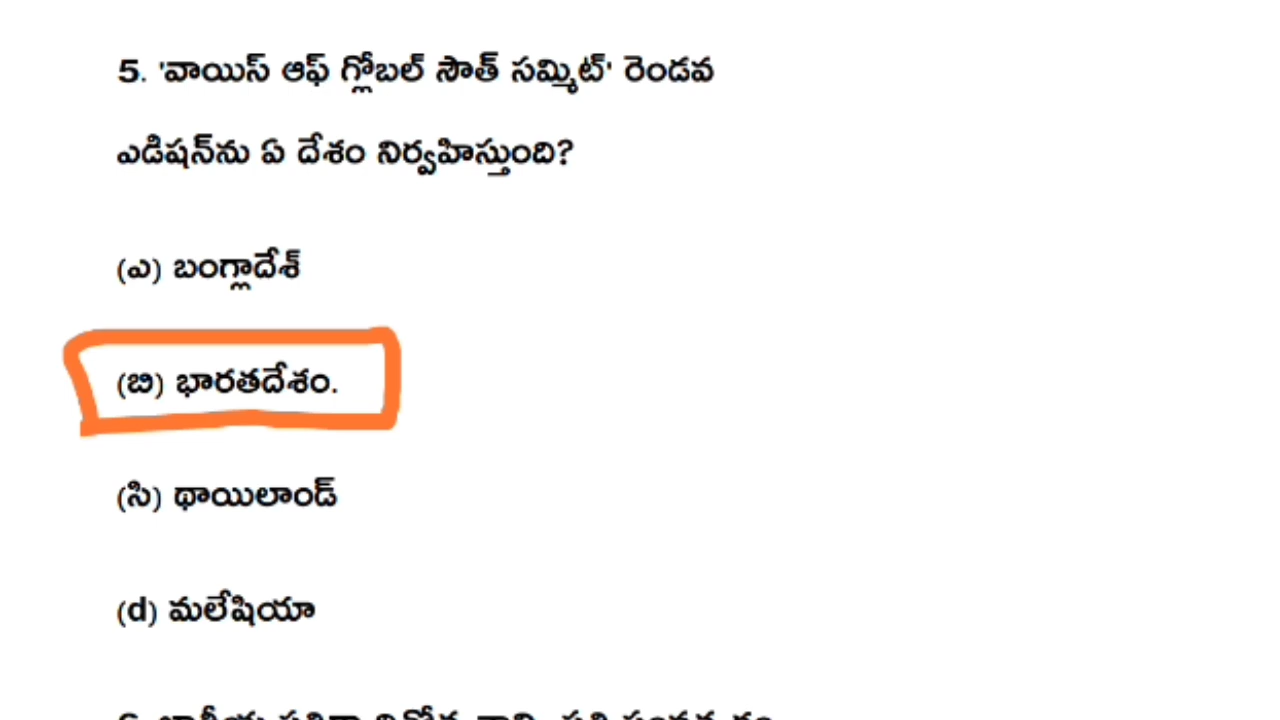 5. 'వాయిస్ ఆఫ్ గ్లోబల్ సౌత్ సమ్మిట్' రెండవ
ఎడిషన్‌ను ఏ దేశం నిర్వహిస్తుంది?
(ఎ) బంగ్లాదేశ్
(బి) భారతదేశం.
(సి) థాయిలాండ్
(d) మలేషియా